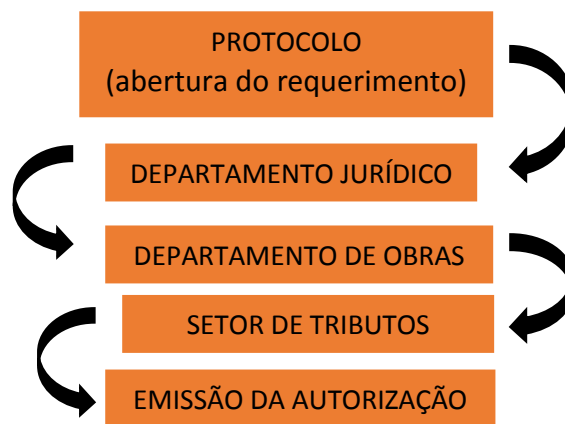 PROTOCOLO
(abertura do requerimento)
DEPARTAMENTO JURÍDICO
DEPARTAMENTO DE OBRAS
SETOR DE TRIBUTOS
EMISSÃO DA AUTORIZAÇÃO